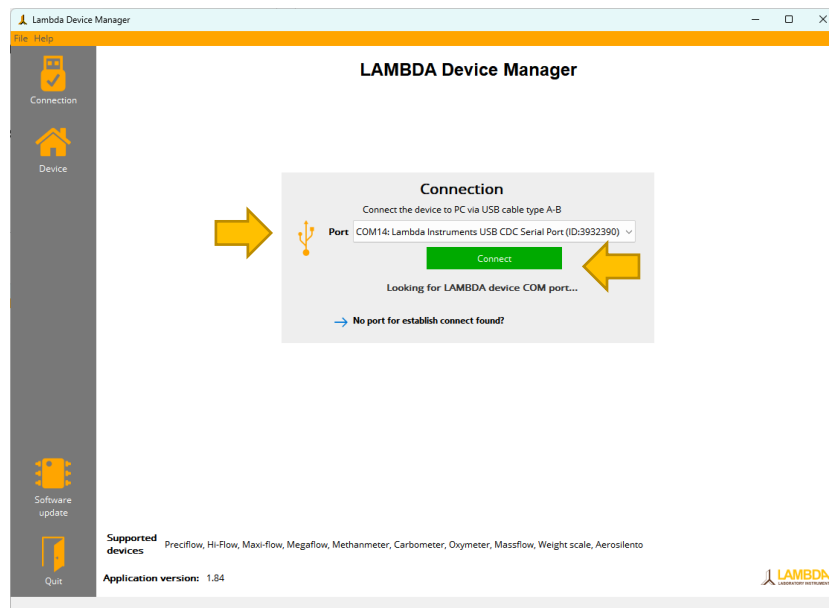 Lambda Device Manager
File Help
LAMBDA Device Manager
Connection
Device
Connection
Connect the device to PC via USB cable type A-B
Port COM14: Lambda Instruments USB CDC Serial Port (ID:3932390)
Connect
Looking for LAMBDA device COM port...
No port for establish connect found?
Software
update
Supported
devices
Preciflow, Hi-Flow, Maxi-flow, Megaflow, Methanmeter, Carbometer, Oxymeter, Massflow, Weight scale, Aerosilento
Quit
Application version: 1.84
LAMBDA
LABORATORY INSTRUMENTS